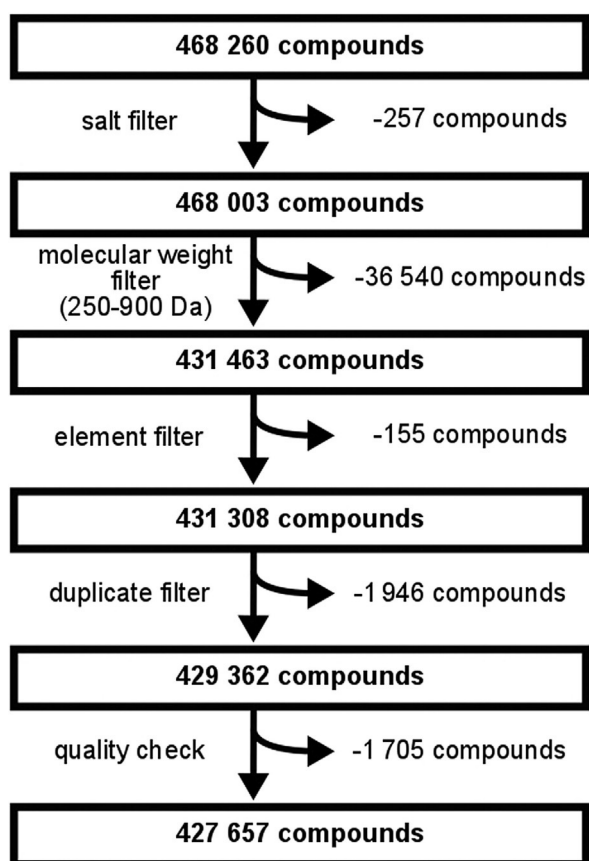 468 260 compounds
salt filter
-257 compounds
468 003 compounds
molecular weight
filter
(250-900 Da)
-36 540 compounds
431 463 compounds
element filter
-155 compounds
431 308 compounds
duplicate filter
-1 946 compounds
429 362 compounds
quality check
-1 705 compounds
427 657 compounds